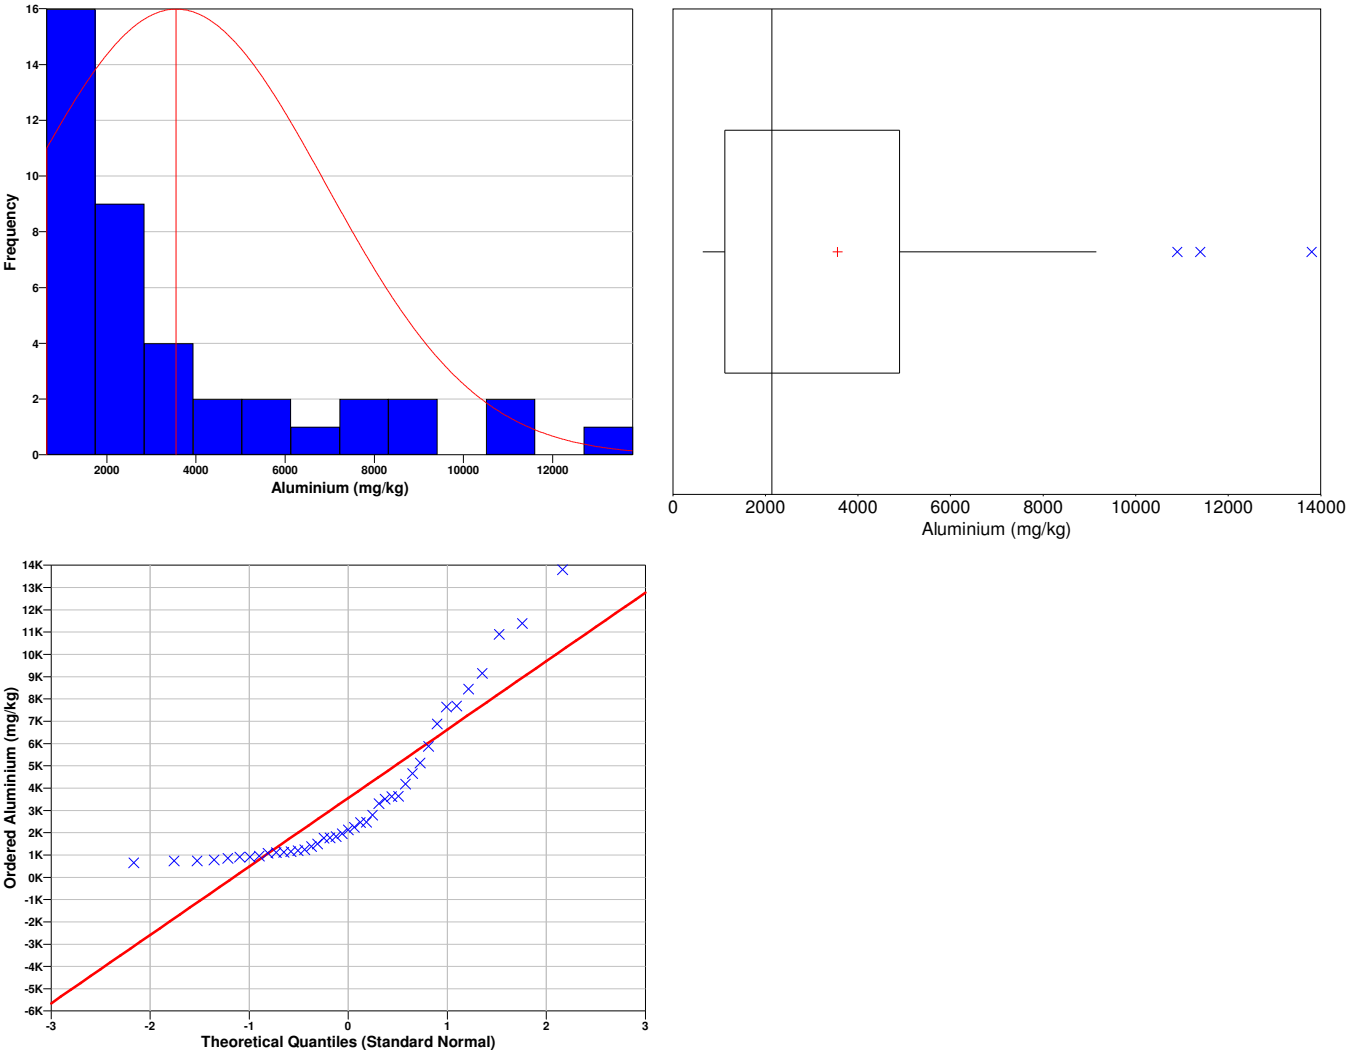 16
14
12
10
8
6
4
2
0
Frequency
2000 4000 6000 8000 10000 12000
Aluminium (mg/kg)
0 2000 4000 6000 8000 10000 12000 14000
Aluminium (mg/kg)
14K
13K
12K
11K
10K
9K
8K
7K
6K
5K
4K
3K
2K
1K
0K
-1K
-2K
-3K
-4K
-5K
-6K
Ordered Aluminium (mg/kg)
-3 -2 -1 0 1 2 3
Theoretical Quantiles (Standard Normal)